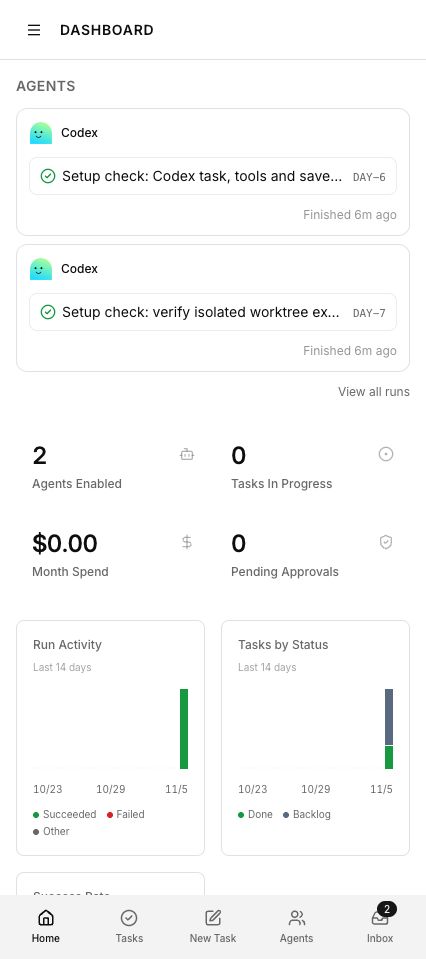 DASHBOARD
AGENTS
Codex
Setup check: Codex task, tools and save... DAY-6
Finished 6m ago
Codex
Setup check: verify isolated worktree ex... DAY-7
Finished 6m ago
View all runs
2
Agents Enabled
0
Tasks In Progress
$0.00
Month Spend
0
Pending Approvals
Run Activity
Last 14 days
10/23 10/29 11/5
Succeeded Failed
Other
Tasks by Status
Last 14 days
10/23 10/29 11/5
Done Backlog
Success Rate
Home
Tasks
New Task
Agents
2
Inbox